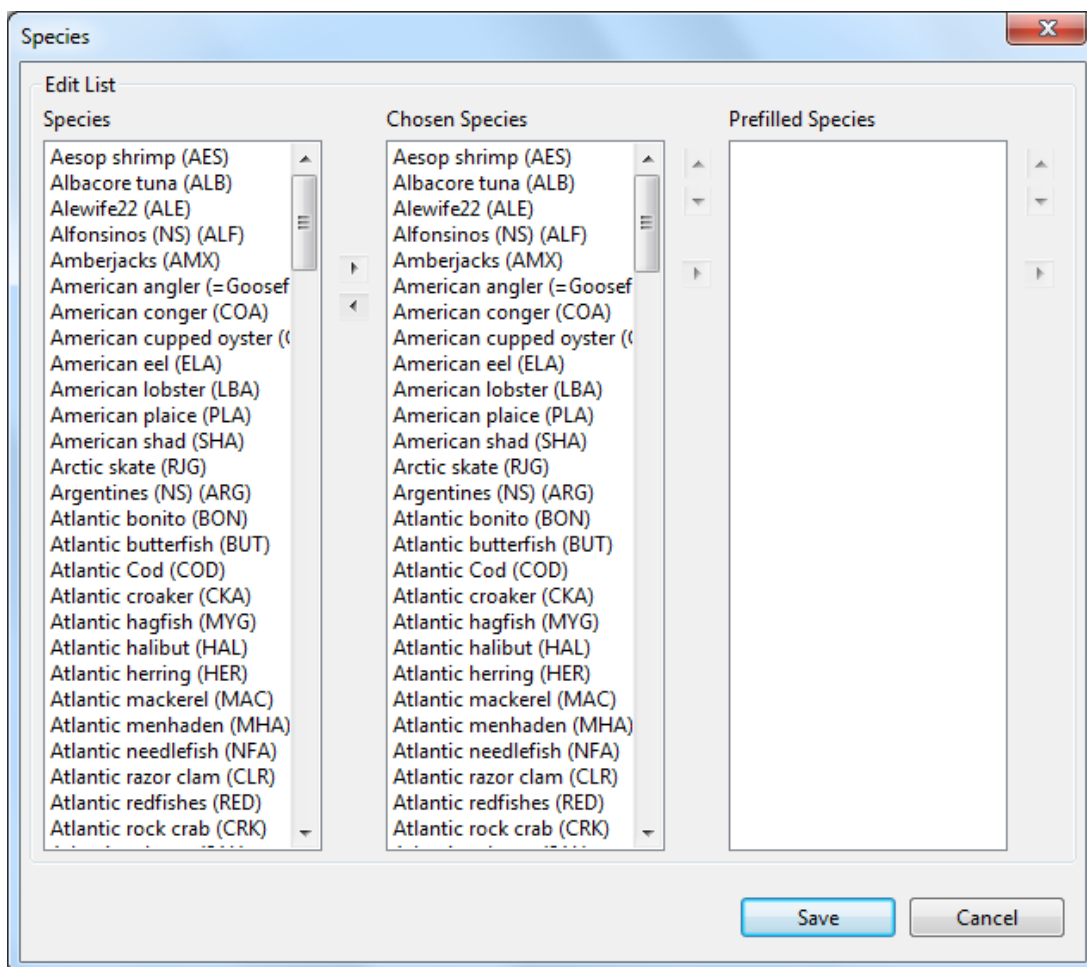 Species
Edit List
Species
Aesop shrimp (AES)
Albacore tuna (ALB)
Alewife22 (ALE)
Alfonsinos (NS) (ALF)
Amberjacks (AMX)
American angler (=Goosef
American conger (COA)
American cupped oyster (
American eel (ELA)
American lobster (LBA)
American plaice (PLA)
American shad (SHA)
Arctic skate (RJG)
Argentines (NS) (ARG)
Atlantic bonito (BON)
Atlantic butterfish (BUT)
Atlantic Cod (COD)
Atlantic croaker (CKA)
Atlantic hagfish (MYG)
Atlantic halibut (HAL)
Atlantic herring (HER)
Atlantic mackerel (MAC)
Atlantic menhaden (MHA)
Atlantic needlefish (NFA)
Atlantic razor clam (CLR)
Atlantic redfishes (RED)
Atlantic rock crab (CRK)
Chosen Species
Aesop shrimp (AES)
Albacore tuna (ALB)
Alewife22 (ALE)
Alfonsinos (NS) (ALF)
Amberjacks (AMX)
American angler (=Goosef
American conger (COA)
American cupped oyster (
American eel (ELA)
American lobster (LBA)
American plaice (PLA)
American shad (SHA)
Arctic skate (RJG)
Argentines (NS) (ARG)
Atlantic bonito (BON)
Atlantic butterfish (BUT)
Atlantic Cod (COD)
Atlantic croaker (CKA)
Atlantic hagfish (MYG)
Atlantic halibut (HAL)
Atlantic herring (HER)
Atlantic mackerel (MAC)
Atlantic menhaden (MHA)
Atlantic needlefish (NFA)
Atlantic razor clam (CLR)
Atlantic redfishes (RED)
Atlantic rock crab (CRK)
Prefilled Species
Save
Cancel